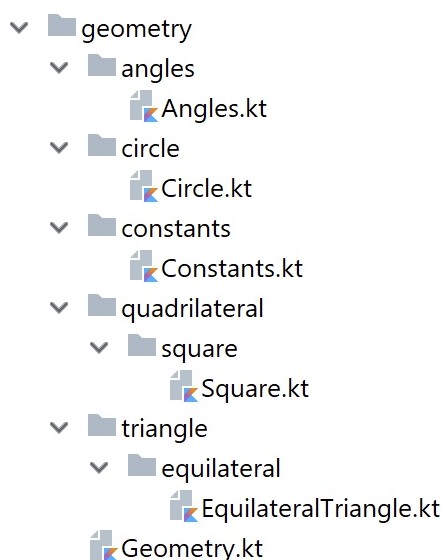 geometry
angles
Angles.kt
circle
Circle.kt
constants
Constants.kt
quadrilateral
square
Square.kt
triangle
equilateral
EquilateralTriangle.kt
Geometry.kt